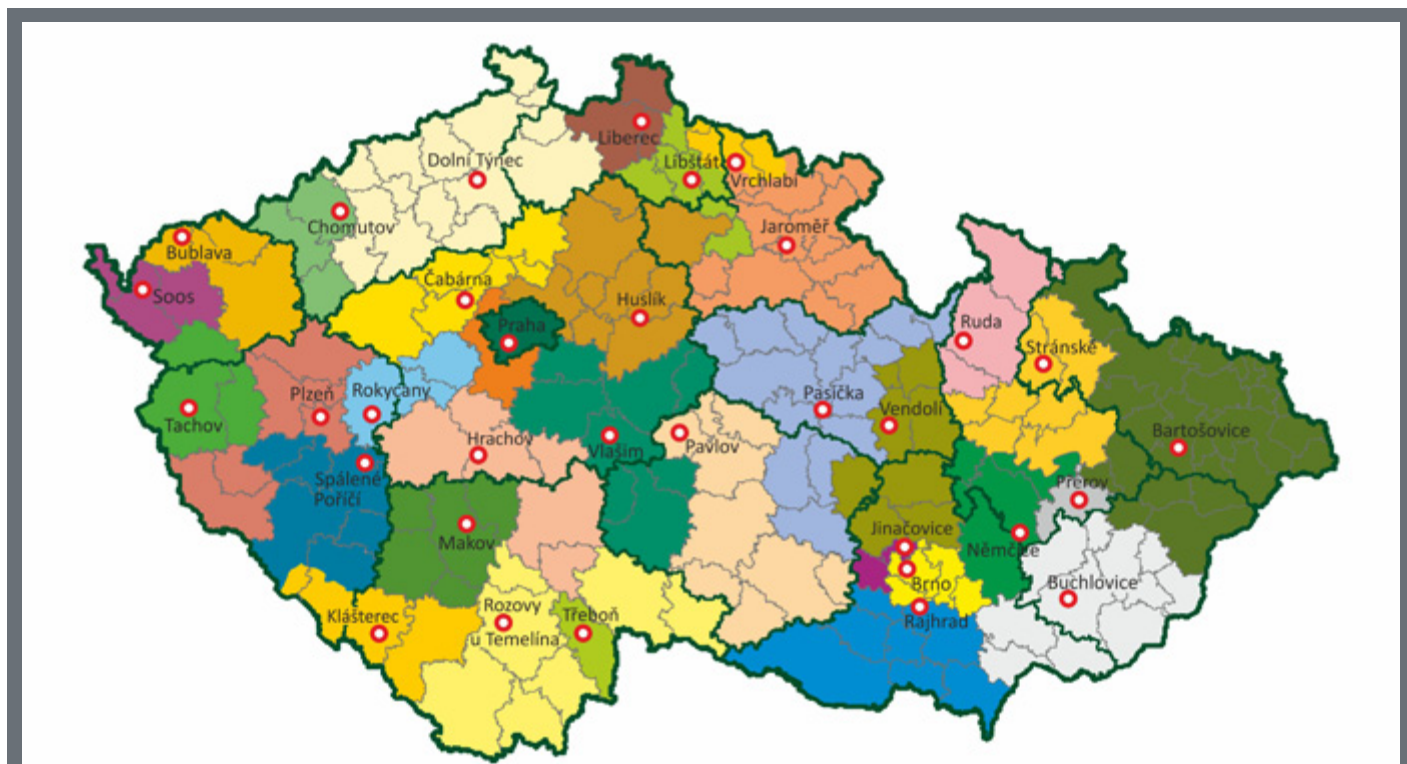 Liberec
Dolní Týnec
Libštát
Vrchlabí
Chomutov
Jaroměř
Bublava
Soos
Čabárna
Huslík
Praha
Ruda
Stránské
Plzeň
Rokycany
Pasíčka
Tachov
Vendolí
Hrachov
Vlašim
Pavlov
Bartošovice
Spálené
Poříčí
Přerov
Makov
Jinačovice
Němčice
Brno
Buchlovice
Klášterec
Rozovy
u Temelína
Třeboň
Rajhrad